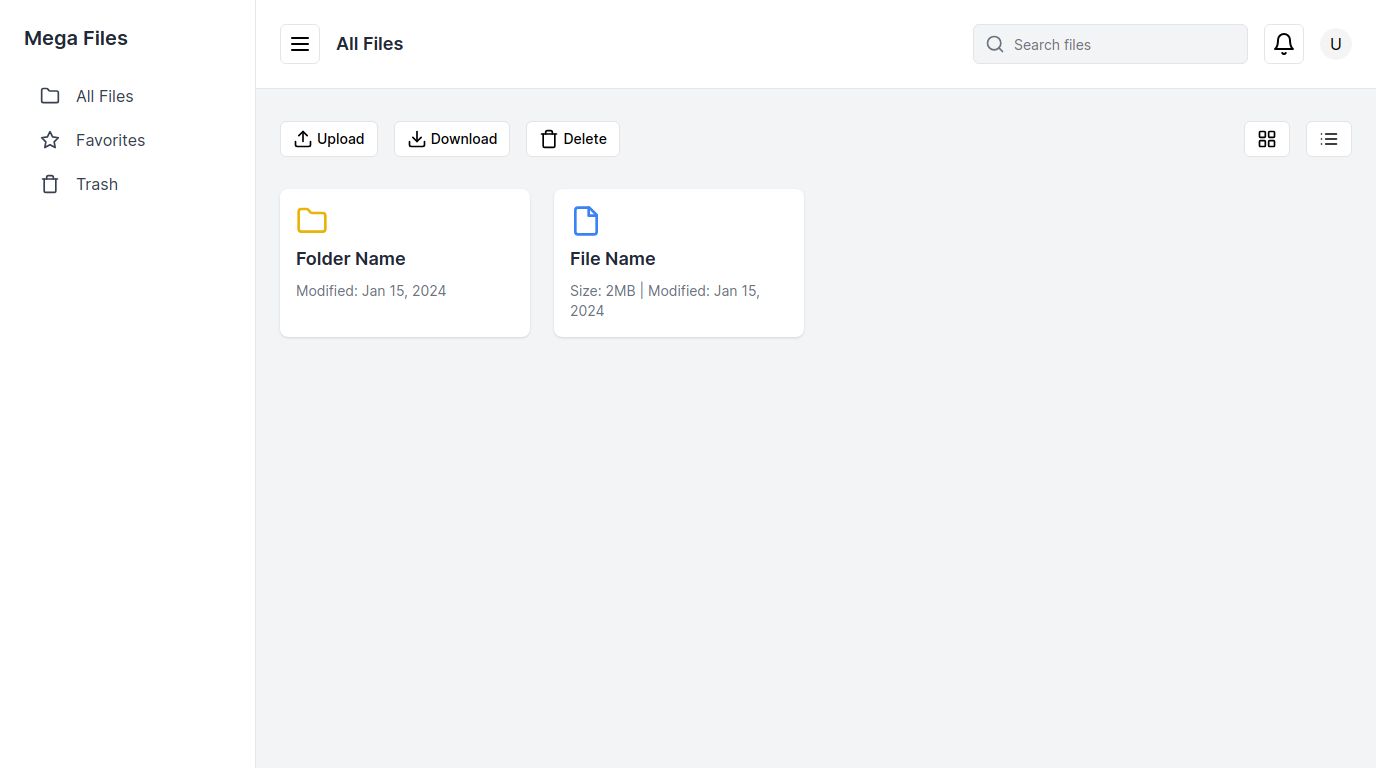 Mega Files
All Files
Favorites
Trash
All Files
Search files
U
Upload
Download
Delete
Folder Name
Modified: Jan 15, 2024
File Name
Size: 2MB | Modified: Jan 15,
2024